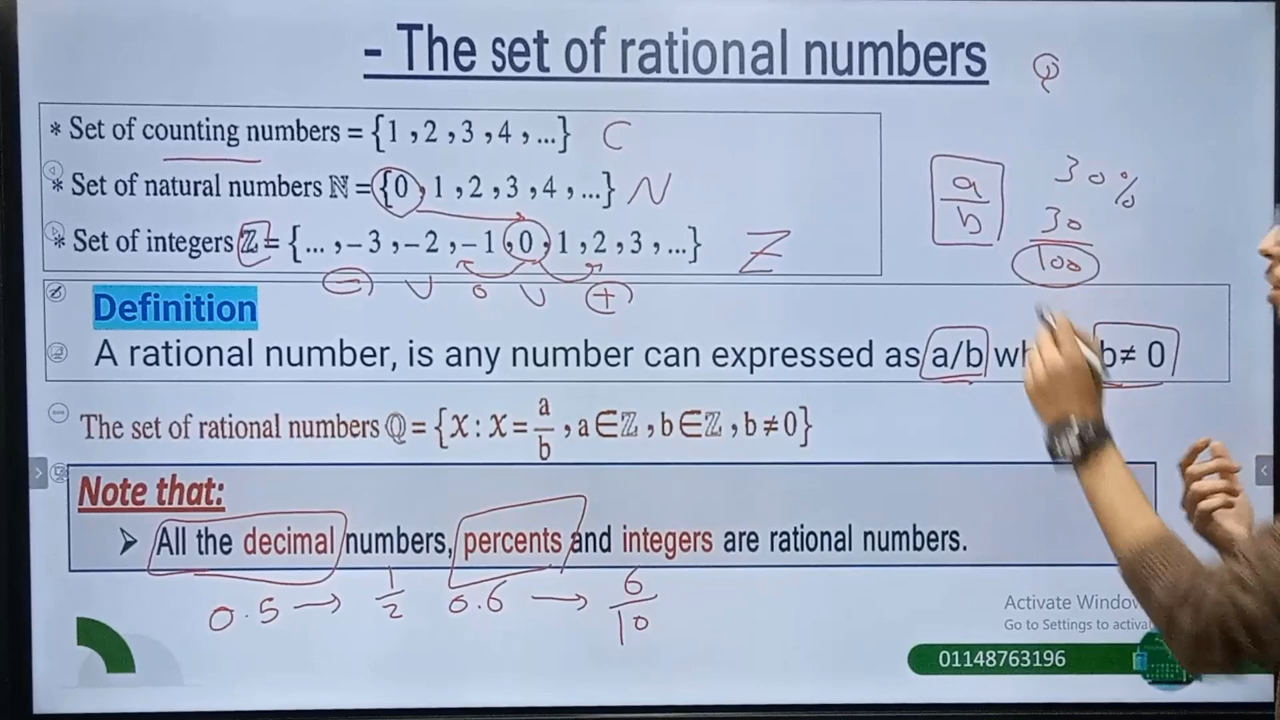 - The set of rational numbers
Q
* Set of counting numbers = {1 , 2 , 3 , 4 , ...} C
* Set of natural numbers ℕ = {0 , 1 , 2 , 3 , 4 , ...} N
* Set of integers ℤ = {... , −3 , −2 , −1 , 0 , 1 , 2 , 3 , ...} Z
− ∪ 0 ∪ +
a/b
30%
30/100
Definition
A rational number, is any number can expressed as a/b b≠ 0
The set of rational numbers ℚ = {x : x = a/b , a∈ℤ , b∈ℤ , b≠0}
Note that:
➢ All the decimal numbers, percents and integers are rational numbers.
0.5 → 1/2 0.6 → 6/10
Activate Window
Go to Settings to activa
01148763196